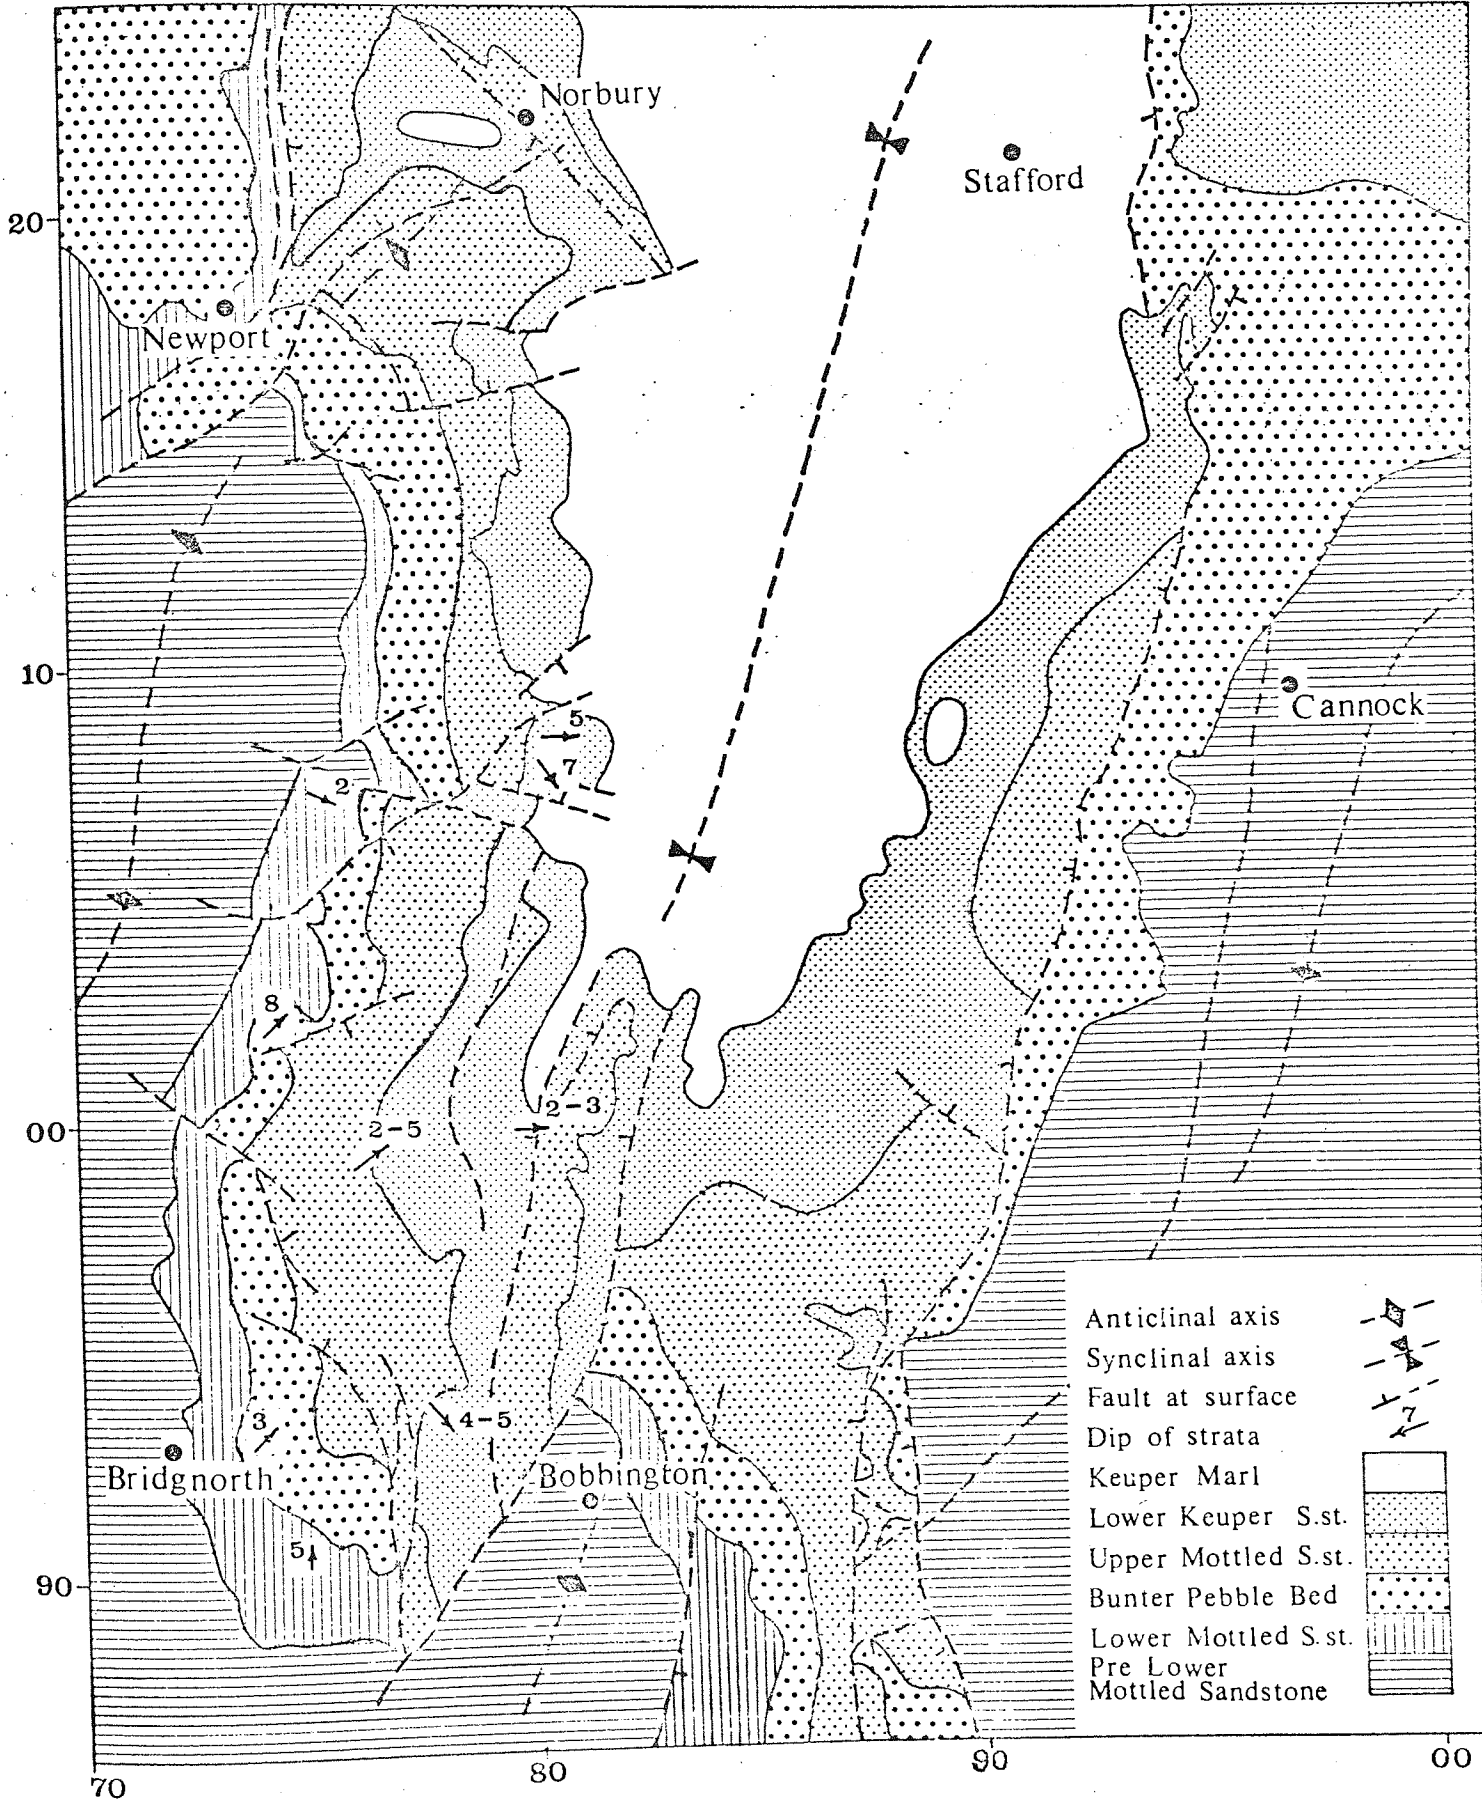 Norbury
Stafford
20
Newport
10
Cannock
5
7
2
8
2-3
00
2-5
Anticlinal axis
Synclinal axis
Fault at surface
3
4-5
7
Dip of strata
Bridgnorth
Bobbington
Keuper Marl
Lower Keuper S.st.
5
Upper Mottled S.st.
90
Bunter Pebble Bed
Lower Mottled S.st.
Pre Lower
Mottled Sandstone
70
80
90
00